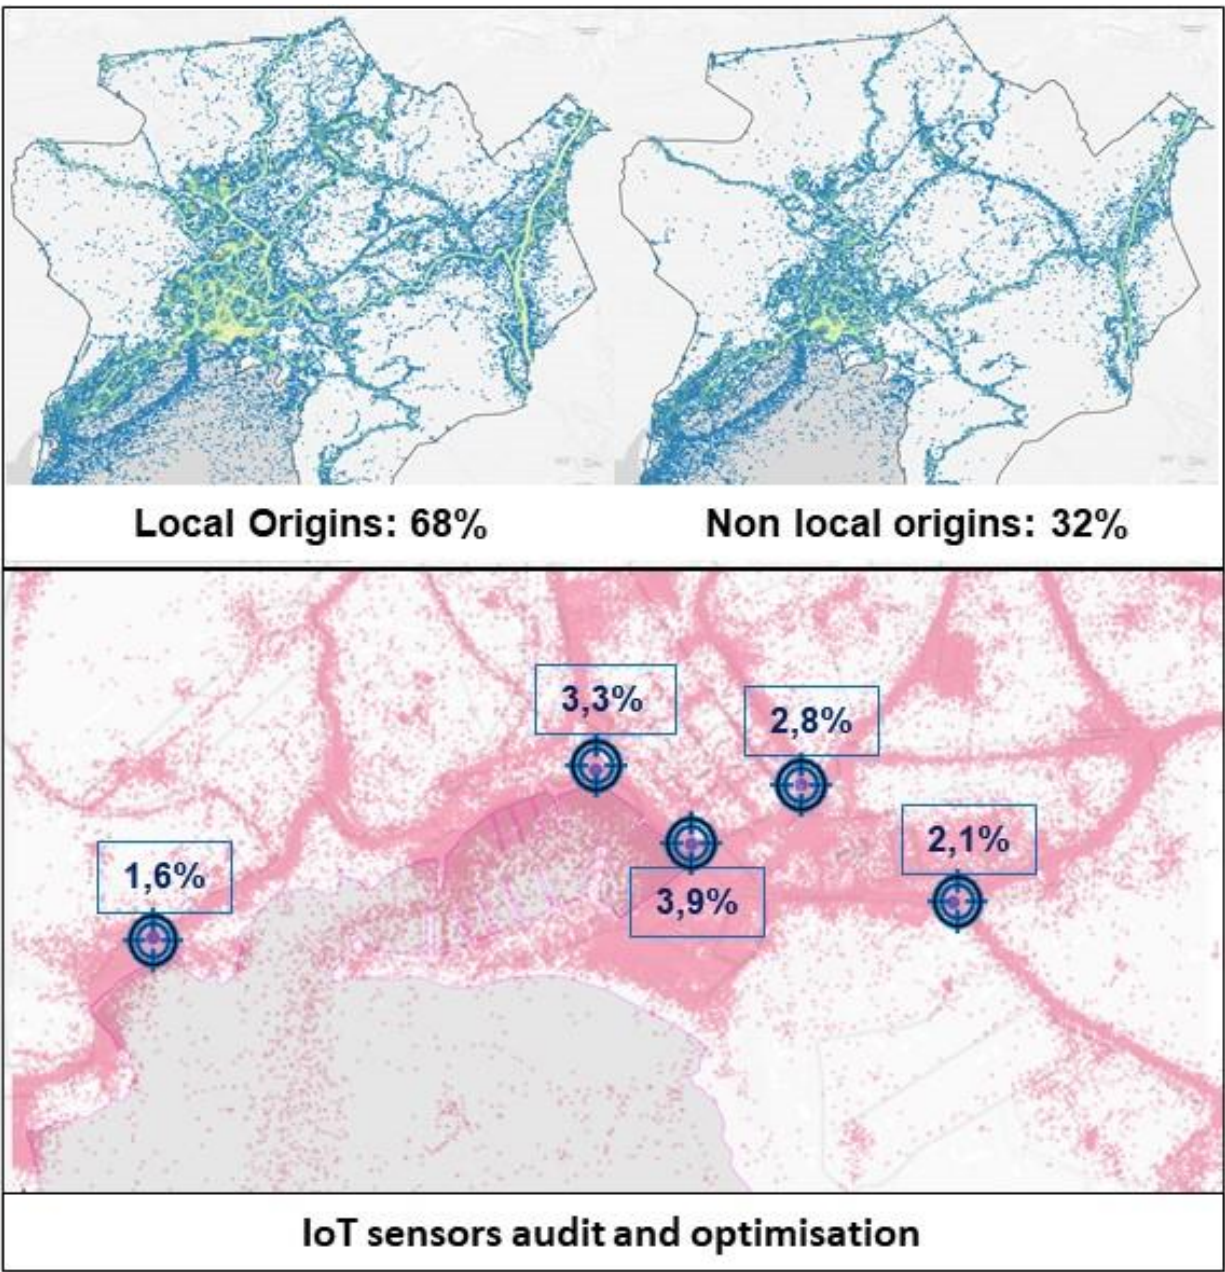 Local Origins: 68%
Non local origins: 32%
3,3%
2,8%
2,1%
1,6%
3,9%
IoT sensors audit and optimisation